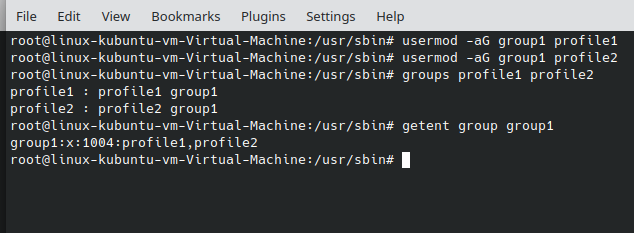 File View Bookmarks Plugins Settings Help
root@linux-kubuntu-vm-Virtual-Machine:/usr/sbin# usermod -aG group1 profile1
root@linux-kubuntu-vm-Virtual-Machine:/usr/sbin# usermod -aG group1 profile2
root@linux-kubuntu-vm-Virtual-Machine:/usr/sbin# groups profile1 profile2
profile1 : profile1 group1
profile2 : profile2 group1
root@linux-kubuntu-vm-Virtual-Machine:/usr/sbin# getent group group1
group1:x:1004:profile1,profile2
root@linux-kubuntu-vm-Virtual-Machine:/usr/sbin#